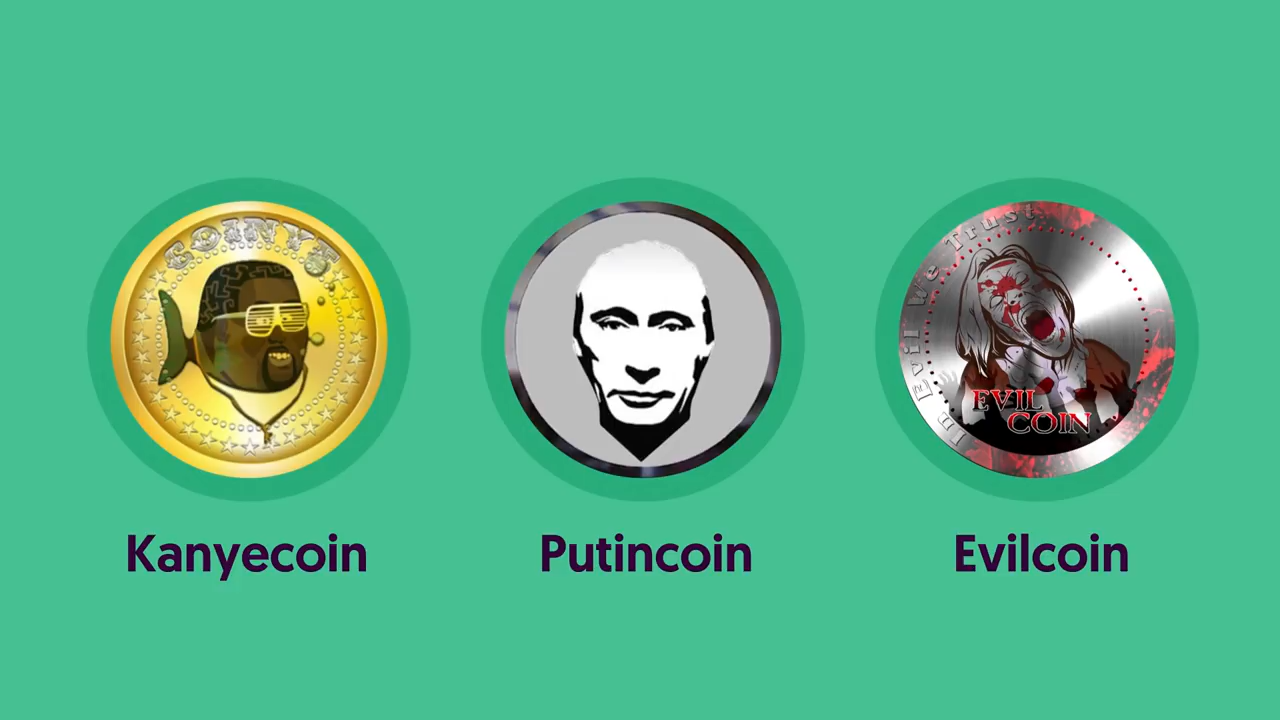 COINYE
In Evil We Trust
EVIL
COIN
Kanyecoin
Putincoin
Evilcoin